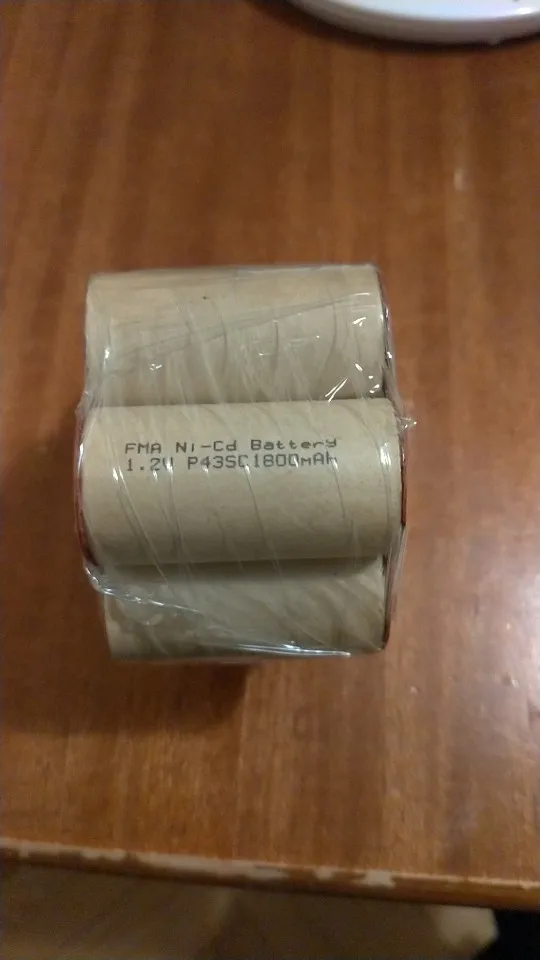 FMA Ni-Cd Battery
1.2V P43SC1800mAh